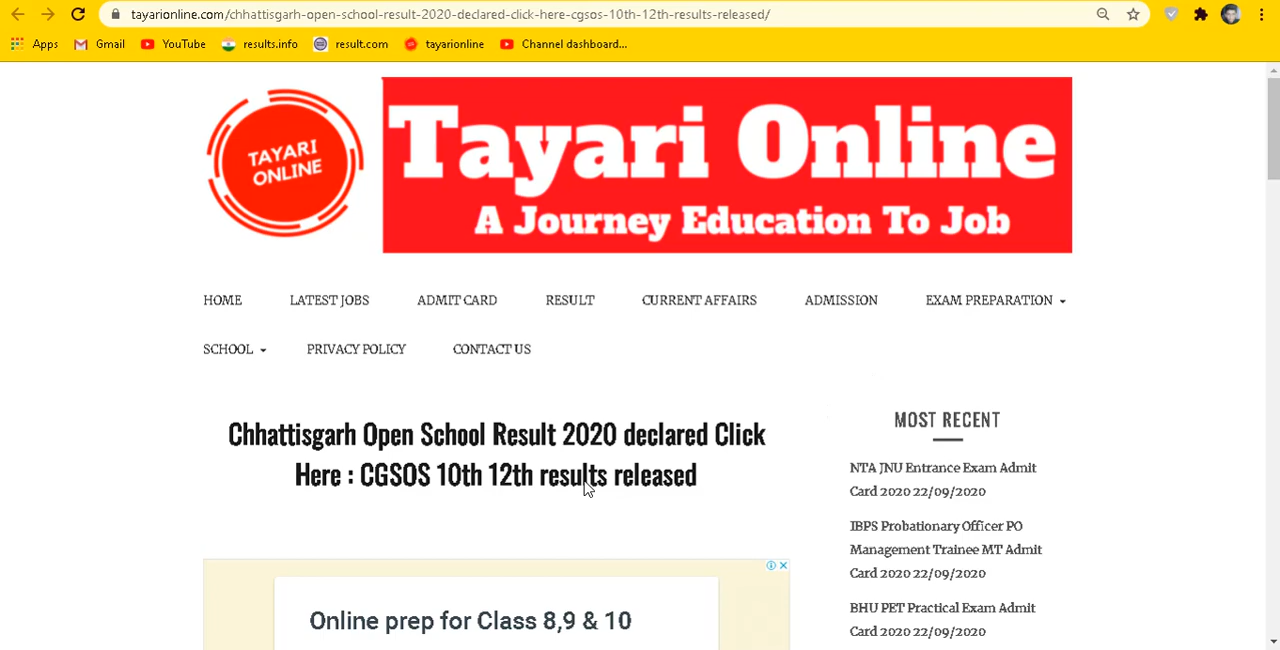 tayarionline.com/chhattisgarh-open-school-result-2020-declared-click-here-cgsos-10th-12th-results-released/
Apps Gmail YouTube results.info result.com tayarionline Channel dashboard...
TAYARI
ONLINE
Tayari Online
A Journey Education To Job
HOME LATEST JOBS ADMIT CARD RESULT CURRENT AFFAIRS ADMISSION EXAM PREPARATION
SCHOOL PRIVACY POLICY CONTACT US
Chhattisgarh Open School Result 2020 declared Click
Here : CGSOS 10th 12th results released
Online prep for Class 8,9 & 10
MOST RECENT
NTA JNU Entrance Exam Admit
Card 2020 22/09/2020
IBPS Probationary Officer PO
Management Trainee MT Admit
Card 2020 22/09/2020
BHU PET Practical Exam Admit
Card 2020 22/09/2020